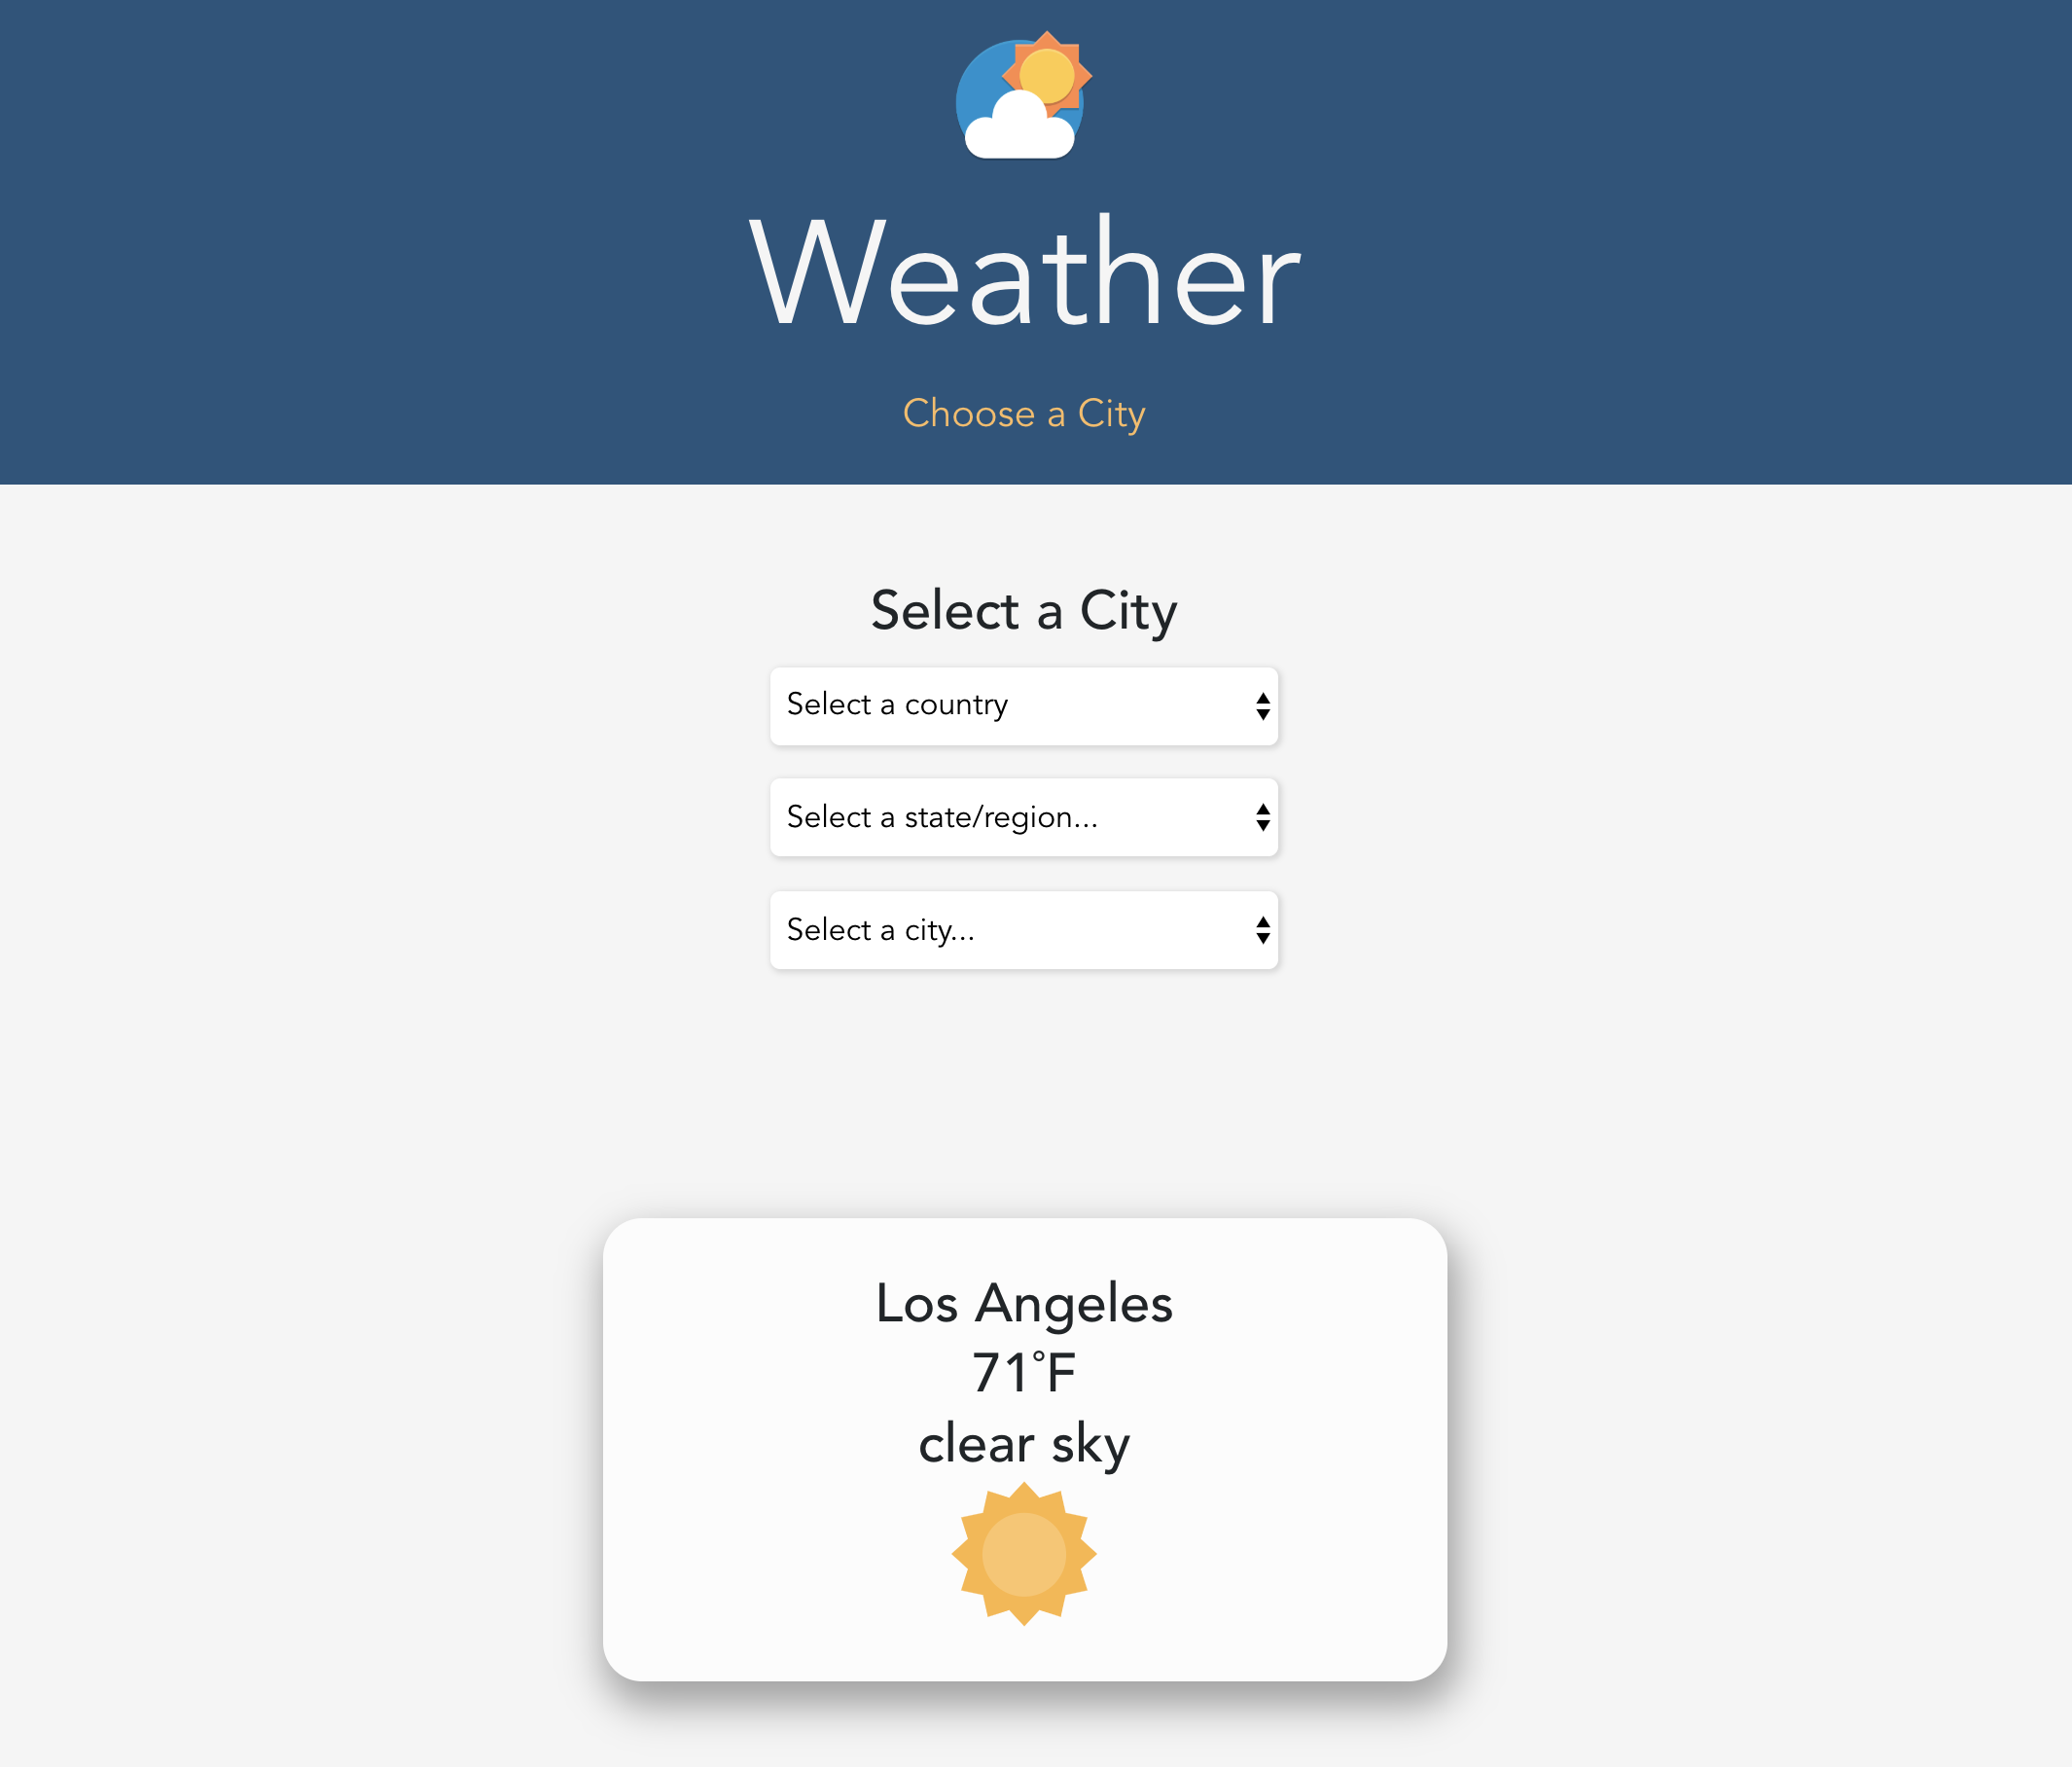 Weather
Choose a City
Select a City
Select a country
Select a state/region...
Select a city...
Los Angeles
71°F
clear sky